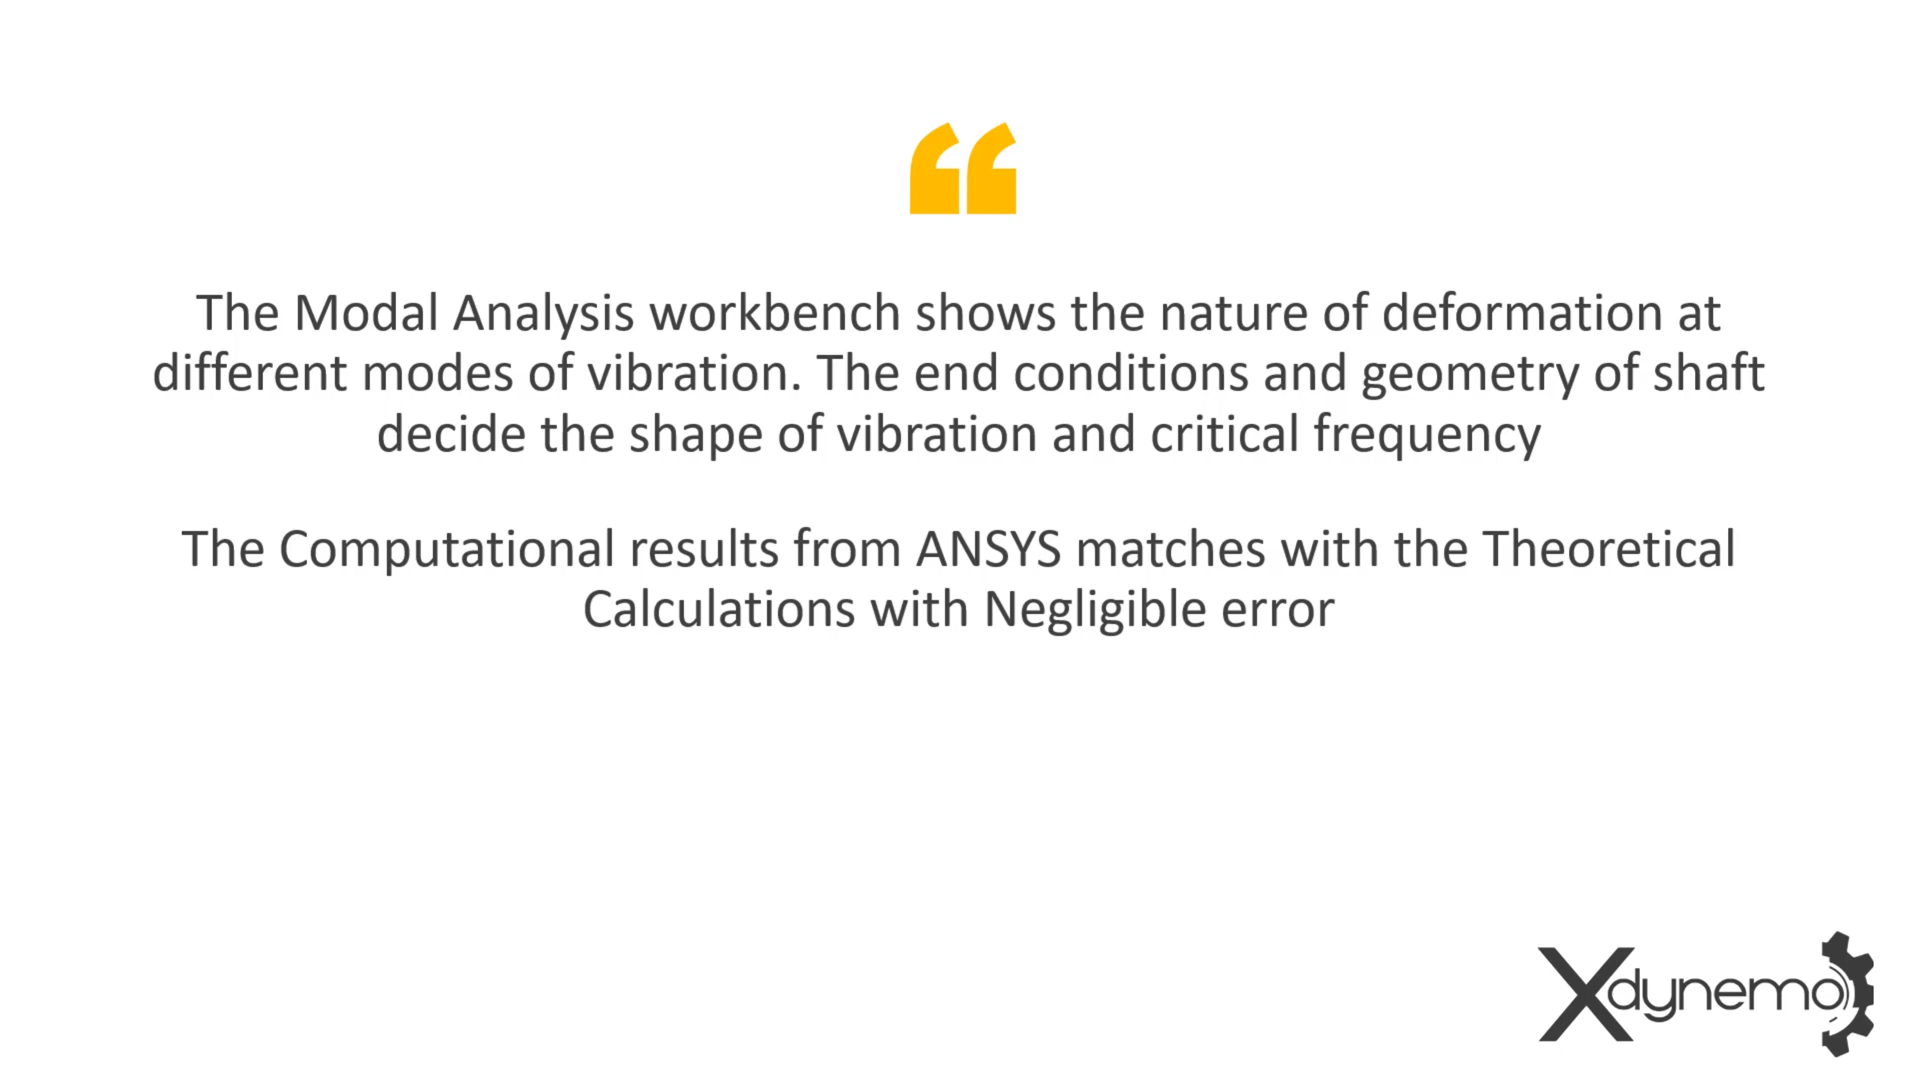 The Modal Analysis workbench shows the nature of deformation at
different modes of vibration. The end conditions and geometry of shaft
decide the shape of vibration and critical frequency
The Computational results from ANSYS matches with the Theoretical
Calculations with Negligible error
Xdynemo